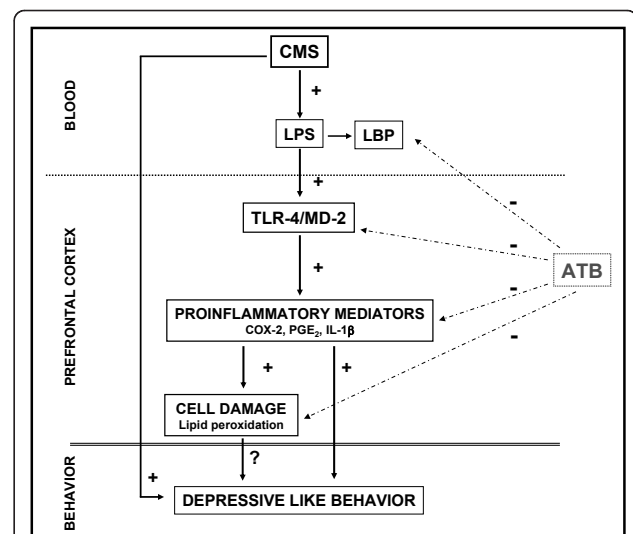 CMS
+
BLOOD
LPS
LBP
+
-
TLR-4/MD-2
-
+
ATB
PREFRONTAL CORTEX
-
PROINFLAMMATORY MEDIATORS
COX-2, PGE₂, IL-1β
-
+
+
CELL DAMAGE
Lipid peroxidation
?
BEHAVIOR
+
DEPRESSIVE LIKE BEHAVIOR